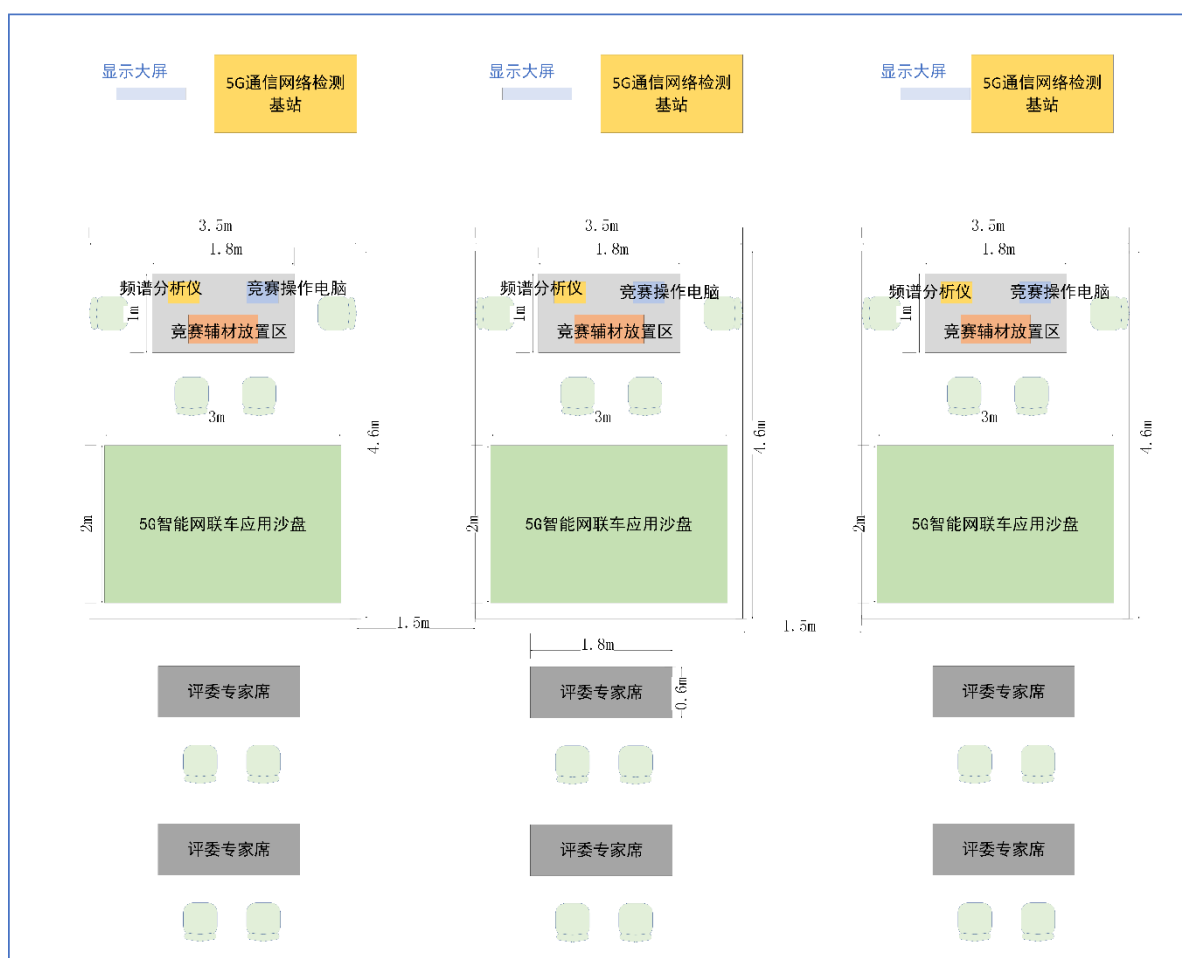 显示大屏
5G通信网络检测
基站
显示大屏
5G通信网络检测
基站
显示大屏
5G通信网络检测
基站
3.5m
3.5m
3.5m
1.8m
1.8m
1.8m
频谱分析仪
竞赛操作电脑
1m
竞赛辅材放置区
频谱分析仪
竞赛操作电脑
1m
竞赛辅材放置区
频谱分析仪
竞赛操作电脑
1m
竞赛辅材放置区
3m
4.6m
3m
4.6m
3m
4.6m
2m
5G智能网联车应用沙盘
2m
5G智能网联车应用沙盘
2m
5G智能网联车应用沙盘
1.5m
1.5m
1.8m
评委专家席
评委专家席
0.6m
评委专家席
评委专家席
评委专家席
评委专家席